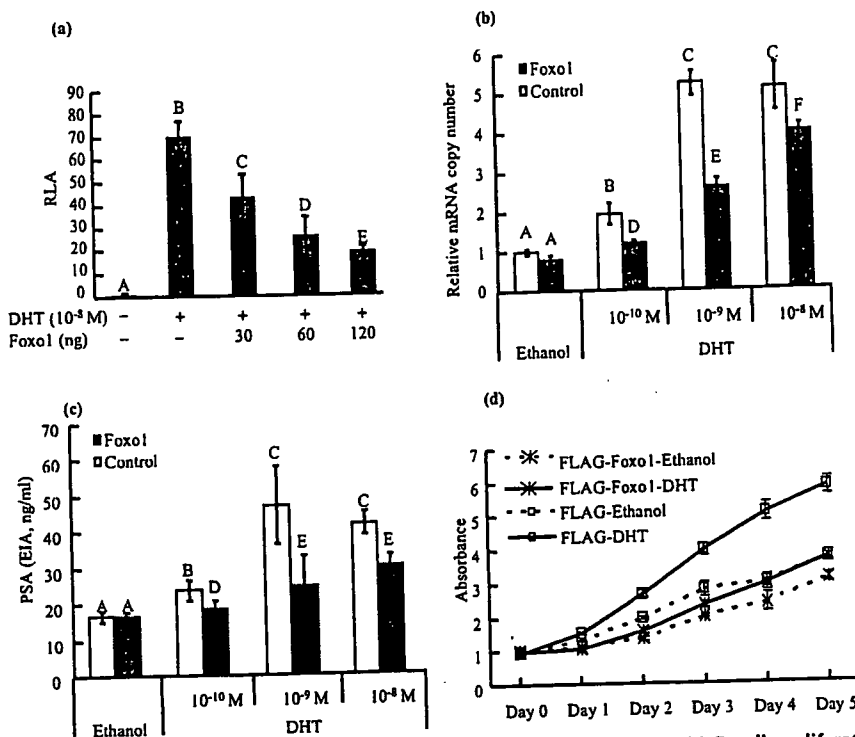 (a)
RLA
90
80
70
60
50
40
30
20
10
0
A
B
C
D
E
DHT (10⁻⁸ M) – + + + +
Foxo1 (ng) – – 30 60 120
(b)
Foxo1
Control
Relative mRNA copy number
6
5
4
3
2
1
0
A A B D C E C F
10⁻¹⁰ M 10⁻⁹ M 10⁻⁸ M
Ethanol DHT
(c)
Foxo1
Control
PSA (EIA, ng/ml)
70
60
50
40
30
20
10
0
A A B D C E C E
10⁻¹⁰ M 10⁻⁹ M 10⁻⁸ M
Ethanol DHT
(d)
FLAG-Foxo1-Ethanol
FLAG-Foxo1-DHT
FLAG-Ethanol
FLAG-DHT
Absorbance
7
6
5
4
3
2
1
0
Day 0 Day 1 Day 2 Day 3 Day 4 Day 5